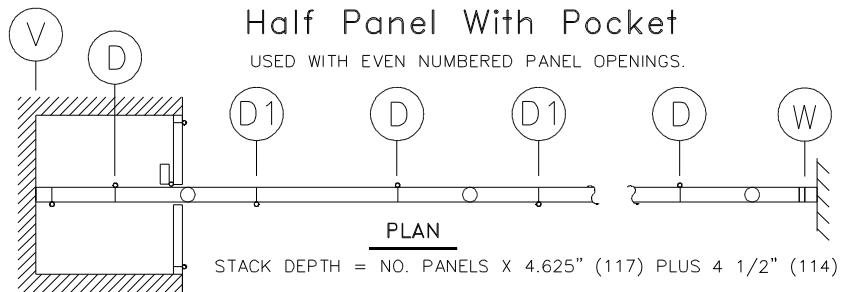 Half Panel With Pocket
USED WITH EVEN NUMBERED PANEL OPENINGS.
V
D
D1
D
D1
D
W
PLAN
STACK DEPTH = NO. PANELS X 4.625" (117) PLUS 4 1/2" (114)